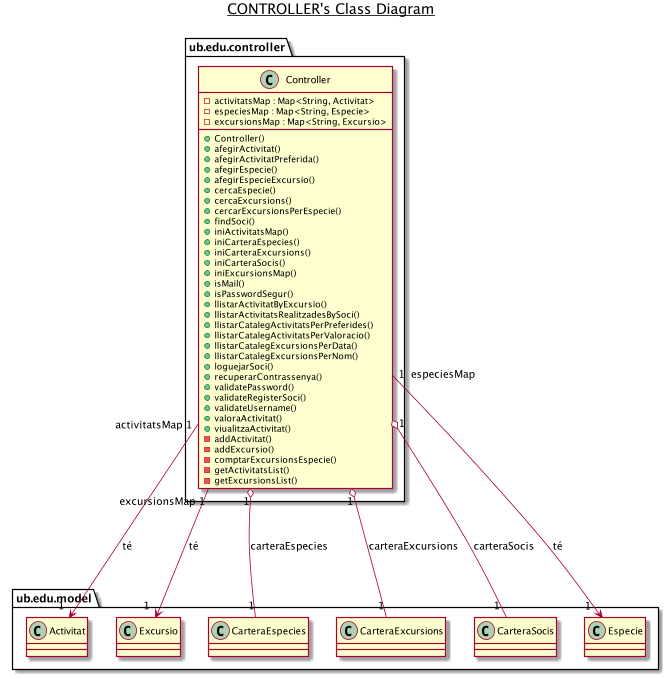 CONTROLLER's Class Diagram
ub.edu.controller
C Controller
activitatsMap : Map<String, Activitat>
especiesMap : Map<String, Especie>
excursionsMap : Map<String, Excursio>
Controller()
afegirActivitat()
afegirActivitatPreferida()
afegirEspecie()
afegirEspecieExcursio()
cercaEspecie()
cercaExcursions()
cercarExcursionsPerEspecie()
findSoci()
iniActivitatsMap()
iniCarteraEspecies()
iniCarteraExcursions()
iniCarteraSocis()
iniExcursionsMap()
isMail()
isPasswordSegur()
llistarActivitatByExcursio()
llistarActivitatsRealitzadesBySoci()
llistarCatalegActivitatsPerPreferides()
llistarCatalegActivitatsPerValoracio()
llistarCatalegExcursionsPerData()
llistarCatalegExcursionsPerNom()
loguejarSoci()
recuperarContrassenya()
validatePassword()
validateRegisterSoci()
validateUsername()
valoraActivitat()
viualitzaActivitat()
addActivitat()
addExcursio()
comptarExcursionsEspecie()
getActivitatsList()
getExcursionsList()
1 especiesMap
activitatsMap 1
1
excursionsMap 1
1
1
té
té
carteraEspecies
carteraExcursions
carteraSocis
té
ub.edu.model
1
1
1
1
1
1
C Activitat
C Excursio
C CarteraEspecies
C CarteraExcursions
C CarteraSocis
C Especie